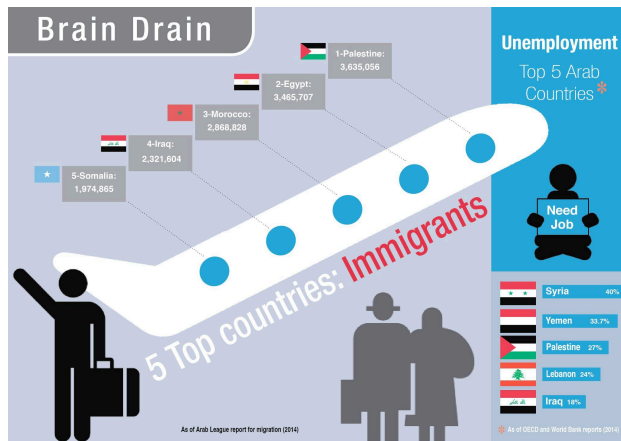 Brain Drain
1-Palestine:
3,635,056
2-Egypt:
3,465,707
3-Morocco:
2,868,828
4-Iraq:
2,321,604
5-Somalia:
1,974,865
5 Top countries: Immigrants
As of Arab League report for migration (2014)
Unemployment
Top 5 Arab
Countries*
Need
Job
Syria 40%
Yemen 33.7%
Palestine 27%
Lebanon 24%
Iraq 18%
* As of OECD and World Bank reports (2014)